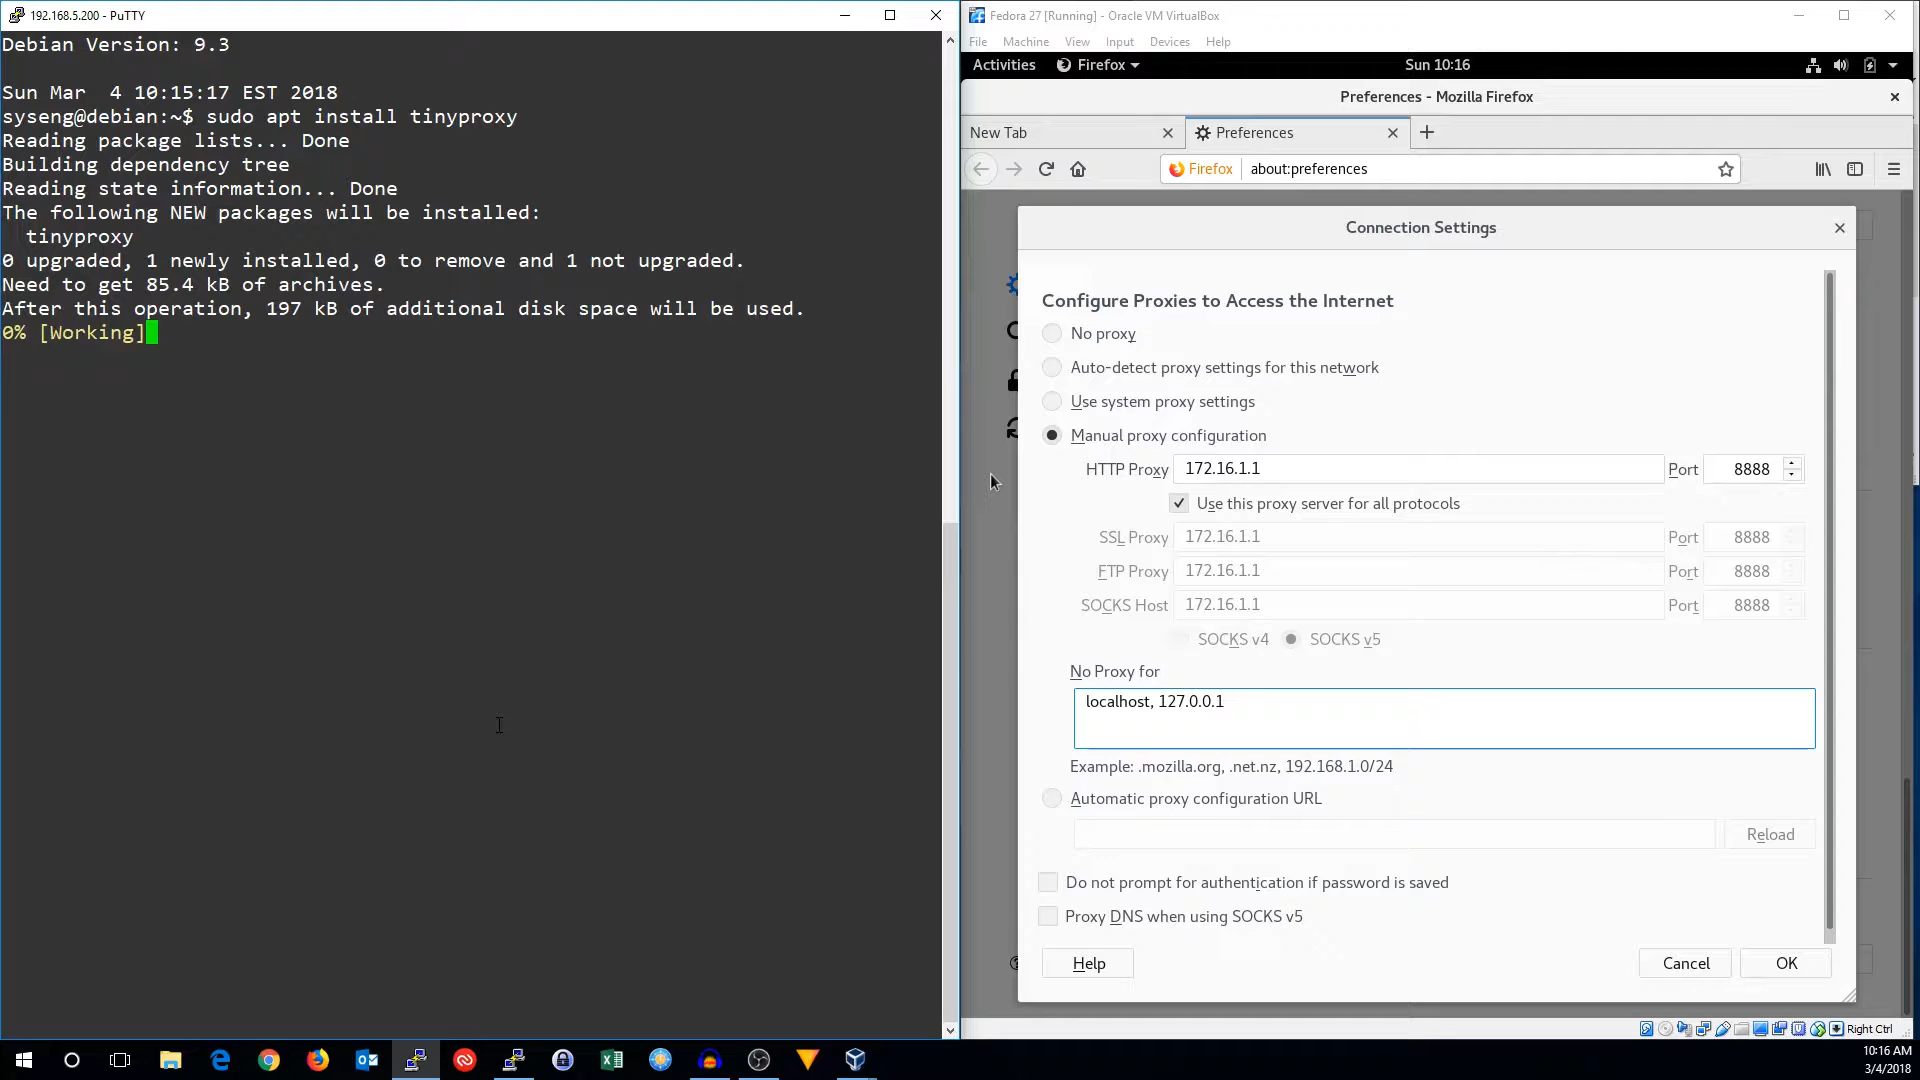 192.168.5.200 - PuTTY
Debian Version: 9.3
Sun Mar  4 10:15:17 EST 2018
syseng@debian:~$ sudo apt install tinyproxy
Reading package lists... Done
Building dependency tree
Reading state information... Done
The following NEW packages will be installed:
tinyproxy
0 upgraded, 1 newly installed, 0 to remove and 1 not upgraded.
Need to get 85.4 kB of archives.
After this operation, 197 kB of additional disk space will be used.
0% [Working]
Fedora 27 [Running] - Oracle VM VirtualBox
File Machine View Input Devices Help
Activities Firefox Sun 10:16
Preferences - Mozilla Firefox
New Tab Preferences
Firefox about:preferences
Connection Settings
Configure Proxies to Access the Internet
No proxy
Auto-detect proxy settings for this network
Use system proxy settings
Manual proxy configuration
HTTP Proxy 172.16.1.1 Port 8888
Use this proxy server for all protocols
SSL Proxy 172.16.1.1 Port 8888
FTP Proxy 172.16.1.1 Port 8888
SOCKS Host 172.16.1.1 Port 8888
SOCKS v4 SOCKS v5
No Proxy for
localhost, 127.0.0.1
Example: .mozilla.org, .net.nz, 192.168.1.0/24
Automatic proxy configuration URL
Reload
Do not prompt for authentication if password is saved
Proxy DNS when using SOCKS v5
Help Cancel OK
Right Ctrl
10:16 AM
3/4/2018